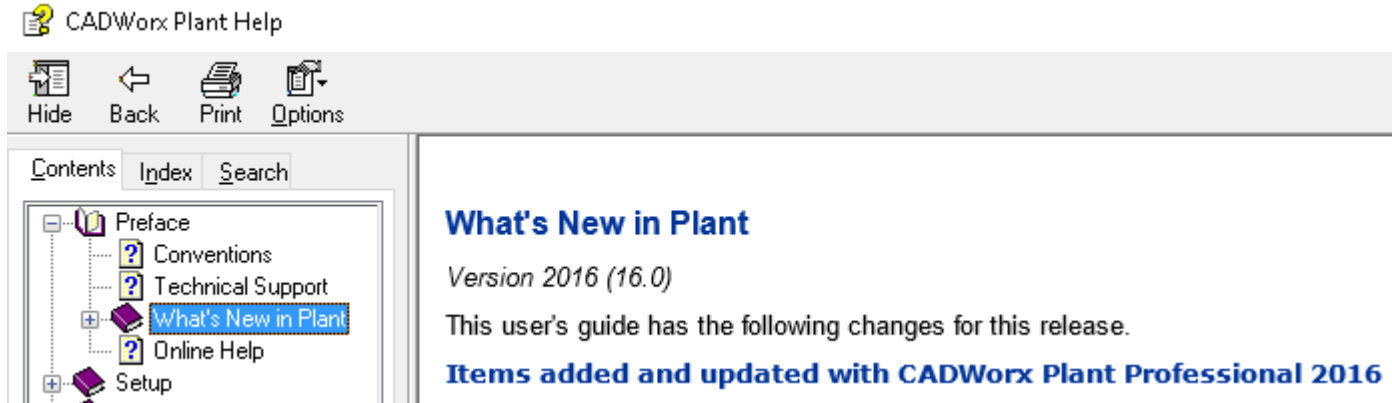 CADWorx Plant Help
Hide Back Print Options
Contents Index Search
Preface
Conventions
Technical Support
What's New in Plant
Online Help
Setup
What's New in Plant
Version 2016 (16.0)
This user's guide has the following changes for this release.
Items added and updated with CADWorx Plant Professional 2016